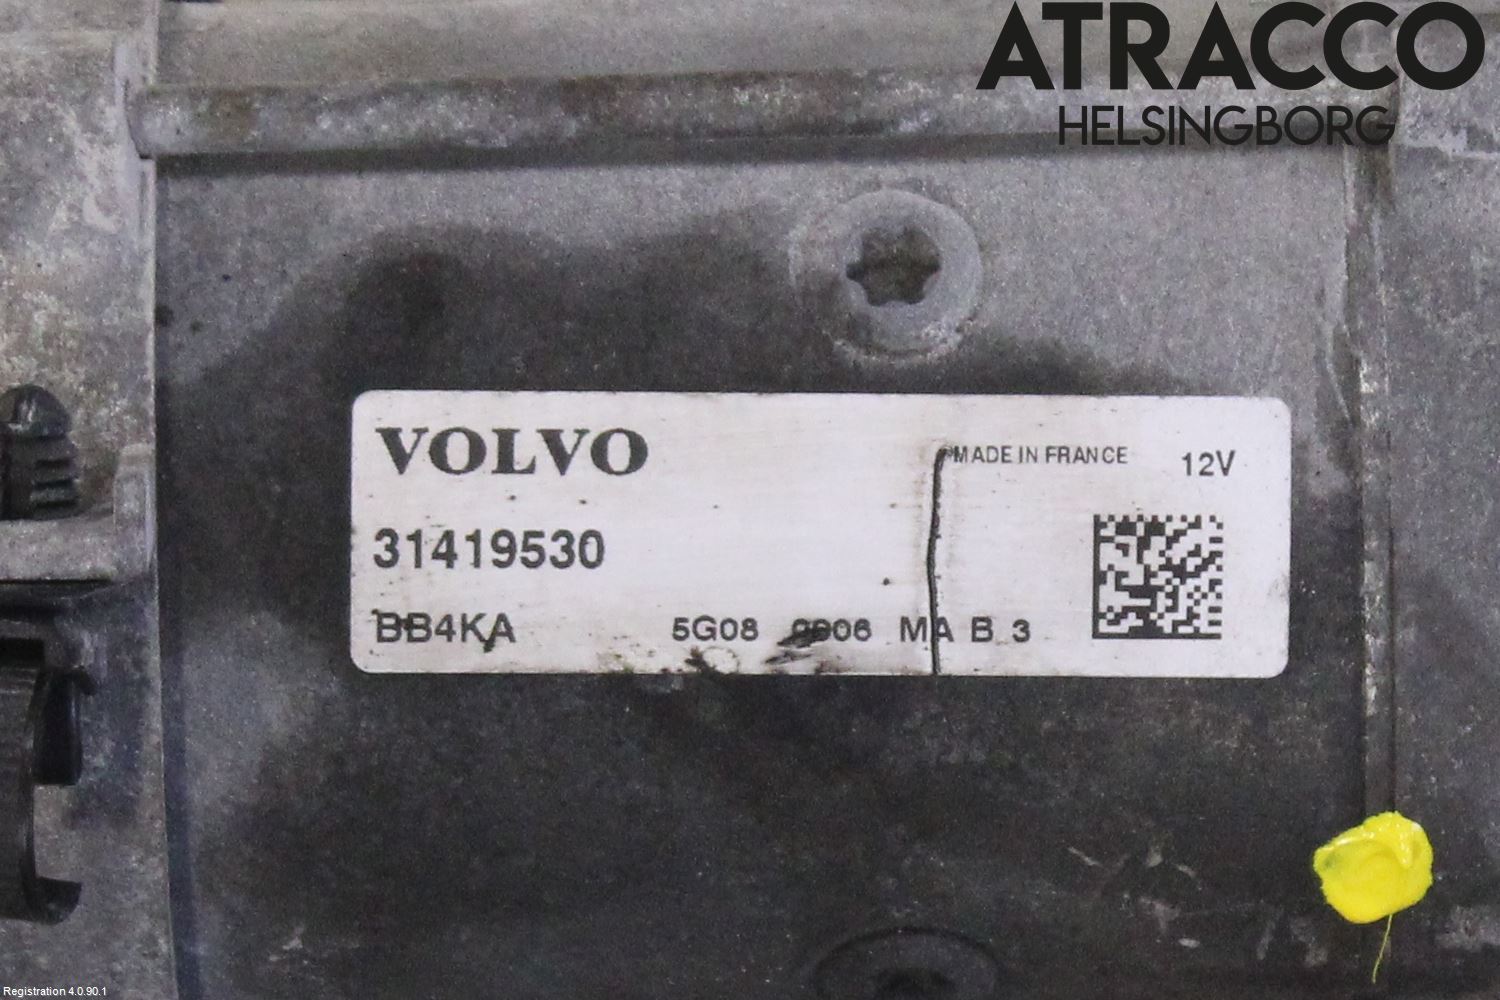 ATRACCO
HELSINGBORG
VOLVO
MADE IN FRANCE 12V
31419530
BB4KA 5G08 MA B 3
Registration 4.0.90.1